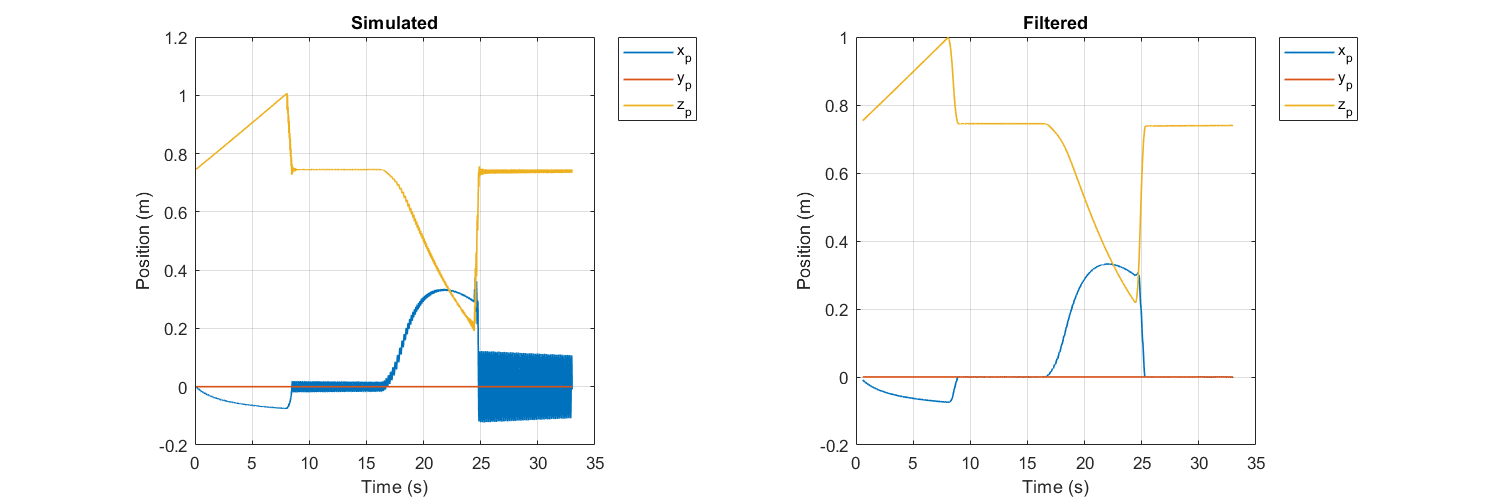 Simulated
1.2
1
0.8
0.6
0.4
0.2
0
-0.2
Position (m)
0 5 10 15 20 25 30 35
Time (s)
x_p
y_p
z_p
Filtered
1
0.8
0.6
0.4
0.2
0
-0.2
Position (m)
0 5 10 15 20 25 30 35
Time (s)
x_p
y_p
z_p